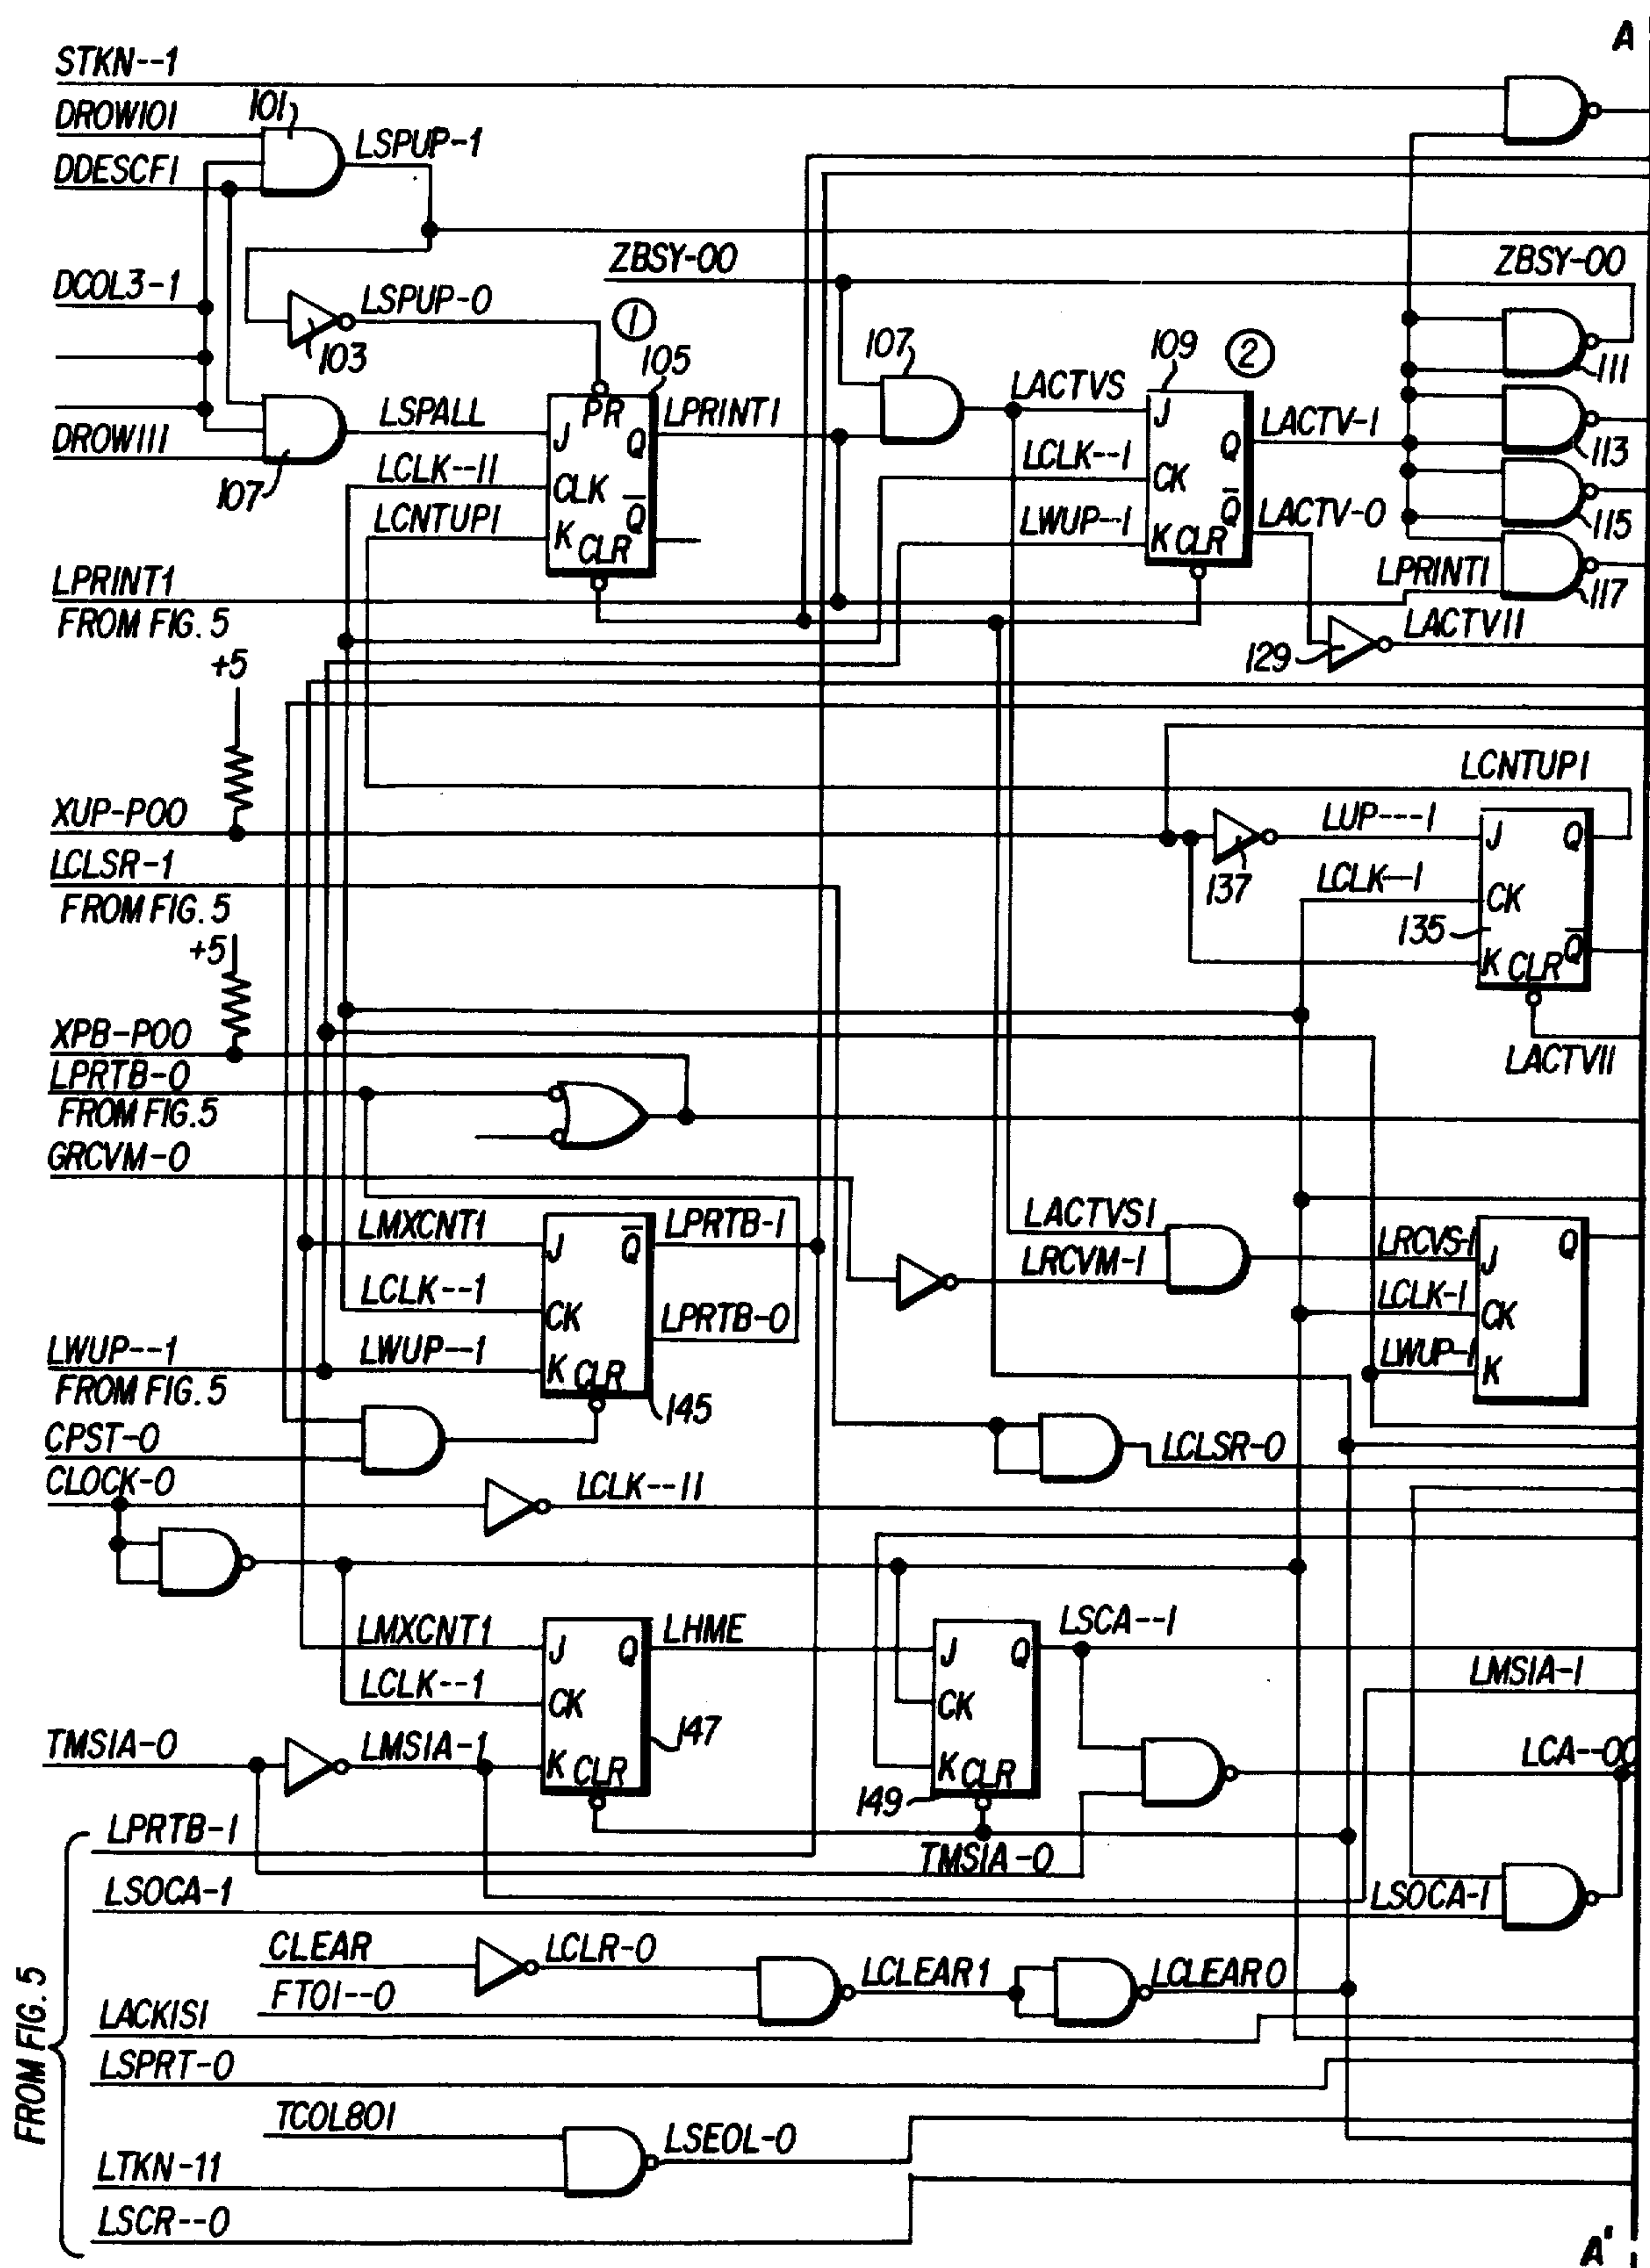 A
STKN--1
DROW101
101
LSPUP-1
DDESCF1
ZBSY-00
ZBSY-00
DCOL3-1
LSPUP-0
1
103
105
107
109
2
111
LACTVS
PR
LSPALL
LPRINT1
J
Q
J
Q
LACTV-1
DROW111
113
107
LCLK--11
CLK
LCLK--1
CK
LCNTUP1
K
CLR
Q
LWUP--1
K
CLR
Q
LACTV-0
115
LPRINT1
FROM FIG. 5
LPRINT1
117
LACTV11
129
+5
LCNTUP1
XUP-P00
LUP---1
J
Q
137
LCLSR-1
FROM FIG. 5
LCLK--1
CK
135
+5
K
CLR
Q
XPB-P00
LACTV11
LPRTB-0
FROM FIG. 5
GRCVM-0
LMXCNT1
J
Q
LPRTB-1
LACTVS1
LRCVM-1
LRCVS-1
J
Q
LCLK--1
CK
LPRTB-0
LCLK-1
CK
LWUP--1
FROM FIG. 5
LWUP--1
K
CLR
145
LWUP-1
K
CPST-0
LCLSR-0
CLOCK-0
LCLK--11
LMXCNT1
J
Q
LHME
J
Q
LSCA--1
LCLK--1
CK
CK
LMSIA-1
147
TMSIA-0
LMSIA-1
K
CLR
K
CLR
149
LCA--00
LPRTB-1
TMSIA-0
LSOCA-1
LSOCA-1
CLEAR
LCLR-0
LCLEAR1
LCLEAR0
FTO1--0
LACKIS1
FROM FIG. 5
LSPRT-0
TCOL801
LSEOL-0
LTKN-11
LSCR--0
A'